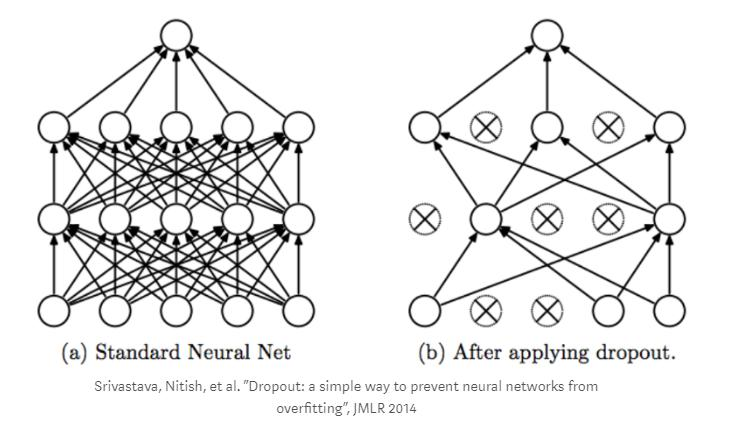 (a) Standard Neural Net
(b) After applying dropout.
Srivastava, Nitish, et al. "Dropout: a simple way to prevent neural networks from
overfitting", JMLR 2014